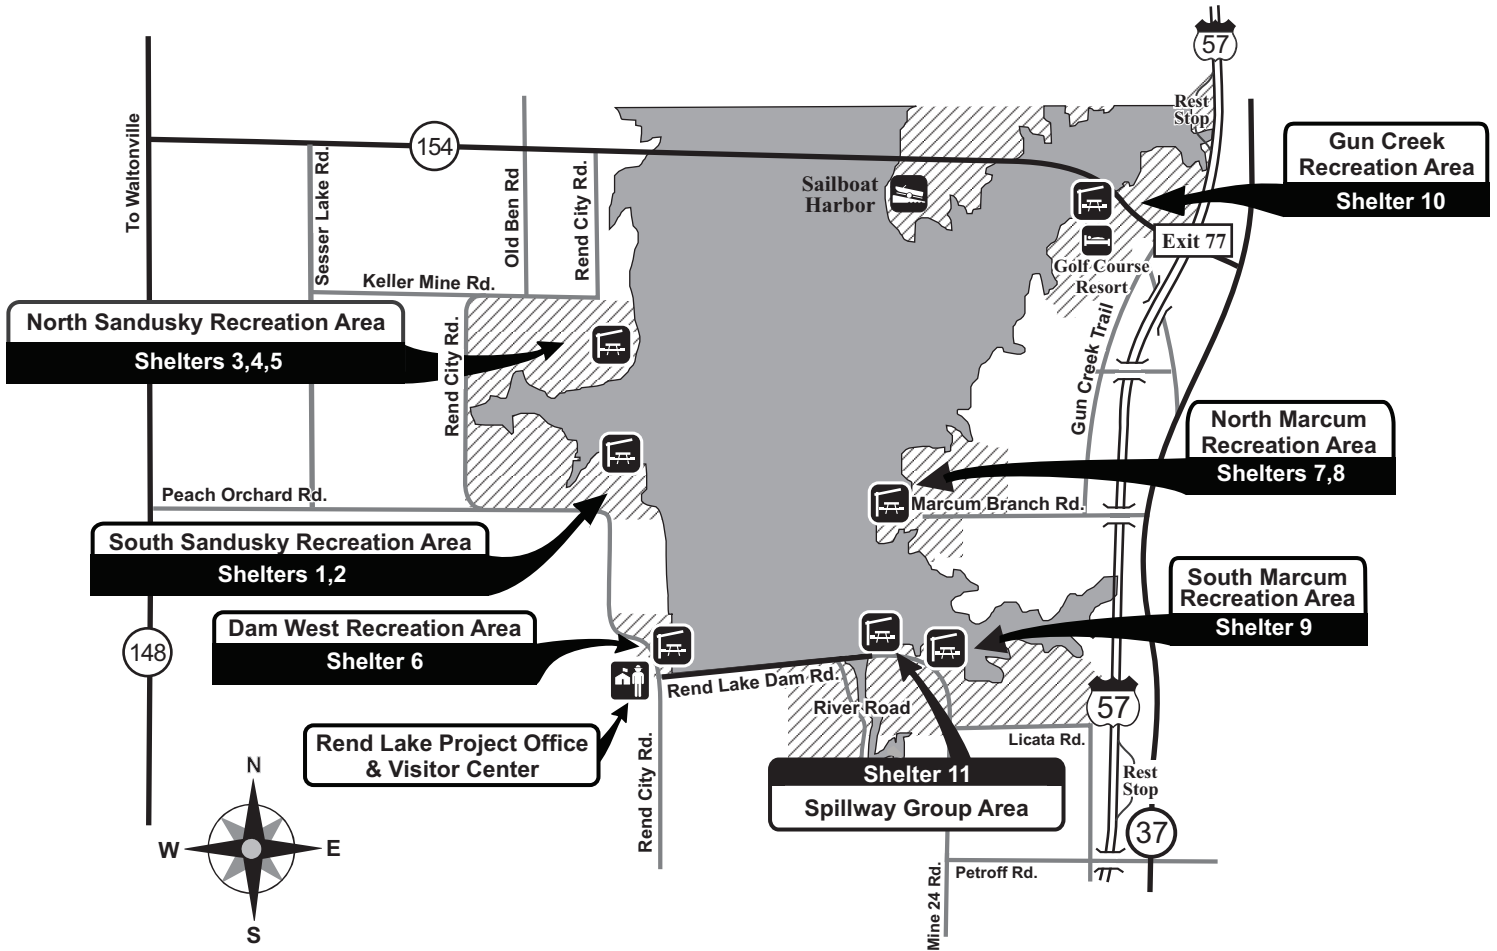 57
Rest
Stop
To Waltonville
154
Sesser Lake Rd.
Old Ben Rd
Rend City Rd.
Sailboat
Harbor
Gun Creek
Recreation Area
Shelter 10
Exit 77
Golf Course
Resort
Keller Mine Rd.
North Sandusky Recreation Area
Shelters 3,4,5
Rend City Rd.
Gun Creek Trail
North Marcum
Recreation Area
Shelters 7,8
Peach Orchard Rd.
Marcum Branch Rd.
South Sandusky Recreation Area
Shelters 1,2
South Marcum
Recreation Area
Shelter 9
Dam West Recreation Area
Shelter 6
148
Rend Lake Dam Rd.
River Road
57
Rend Lake Project Office
& Visitor Center
Licata Rd.
Rend City Rd.
Shelter 11
Spillway Group Area
Rest
Stop
37
N
W
E
S
Mine 24 Rd.
Petroff Rd.